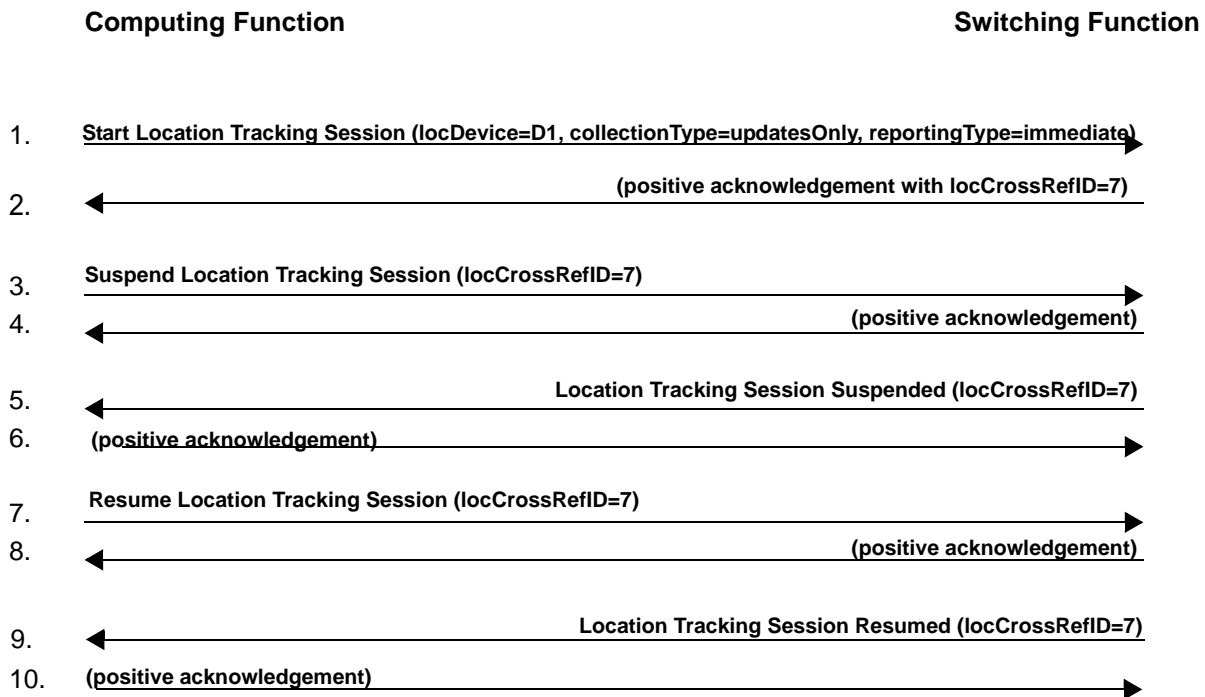 Computing Function Switching Function
1. Start Location Tracking Session (locDevice=D1, collectionType=updatesOnly, reportingType=immediate)
2. (positive acknowledgement with locCrossRefID=7)
3. Suspend Location Tracking Session (locCrossRefID=7)
4. (positive acknowledgement)
5. Location Tracking Session Suspended (locCrossRefID=7)
6. (positive acknowledgement)
7. Resume Location Tracking Session (locCrossRefID=7)
8. (positive acknowledgement)
9. Location Tracking Session Resumed (locCrossRefID=7)
10. (positive acknowledgement)